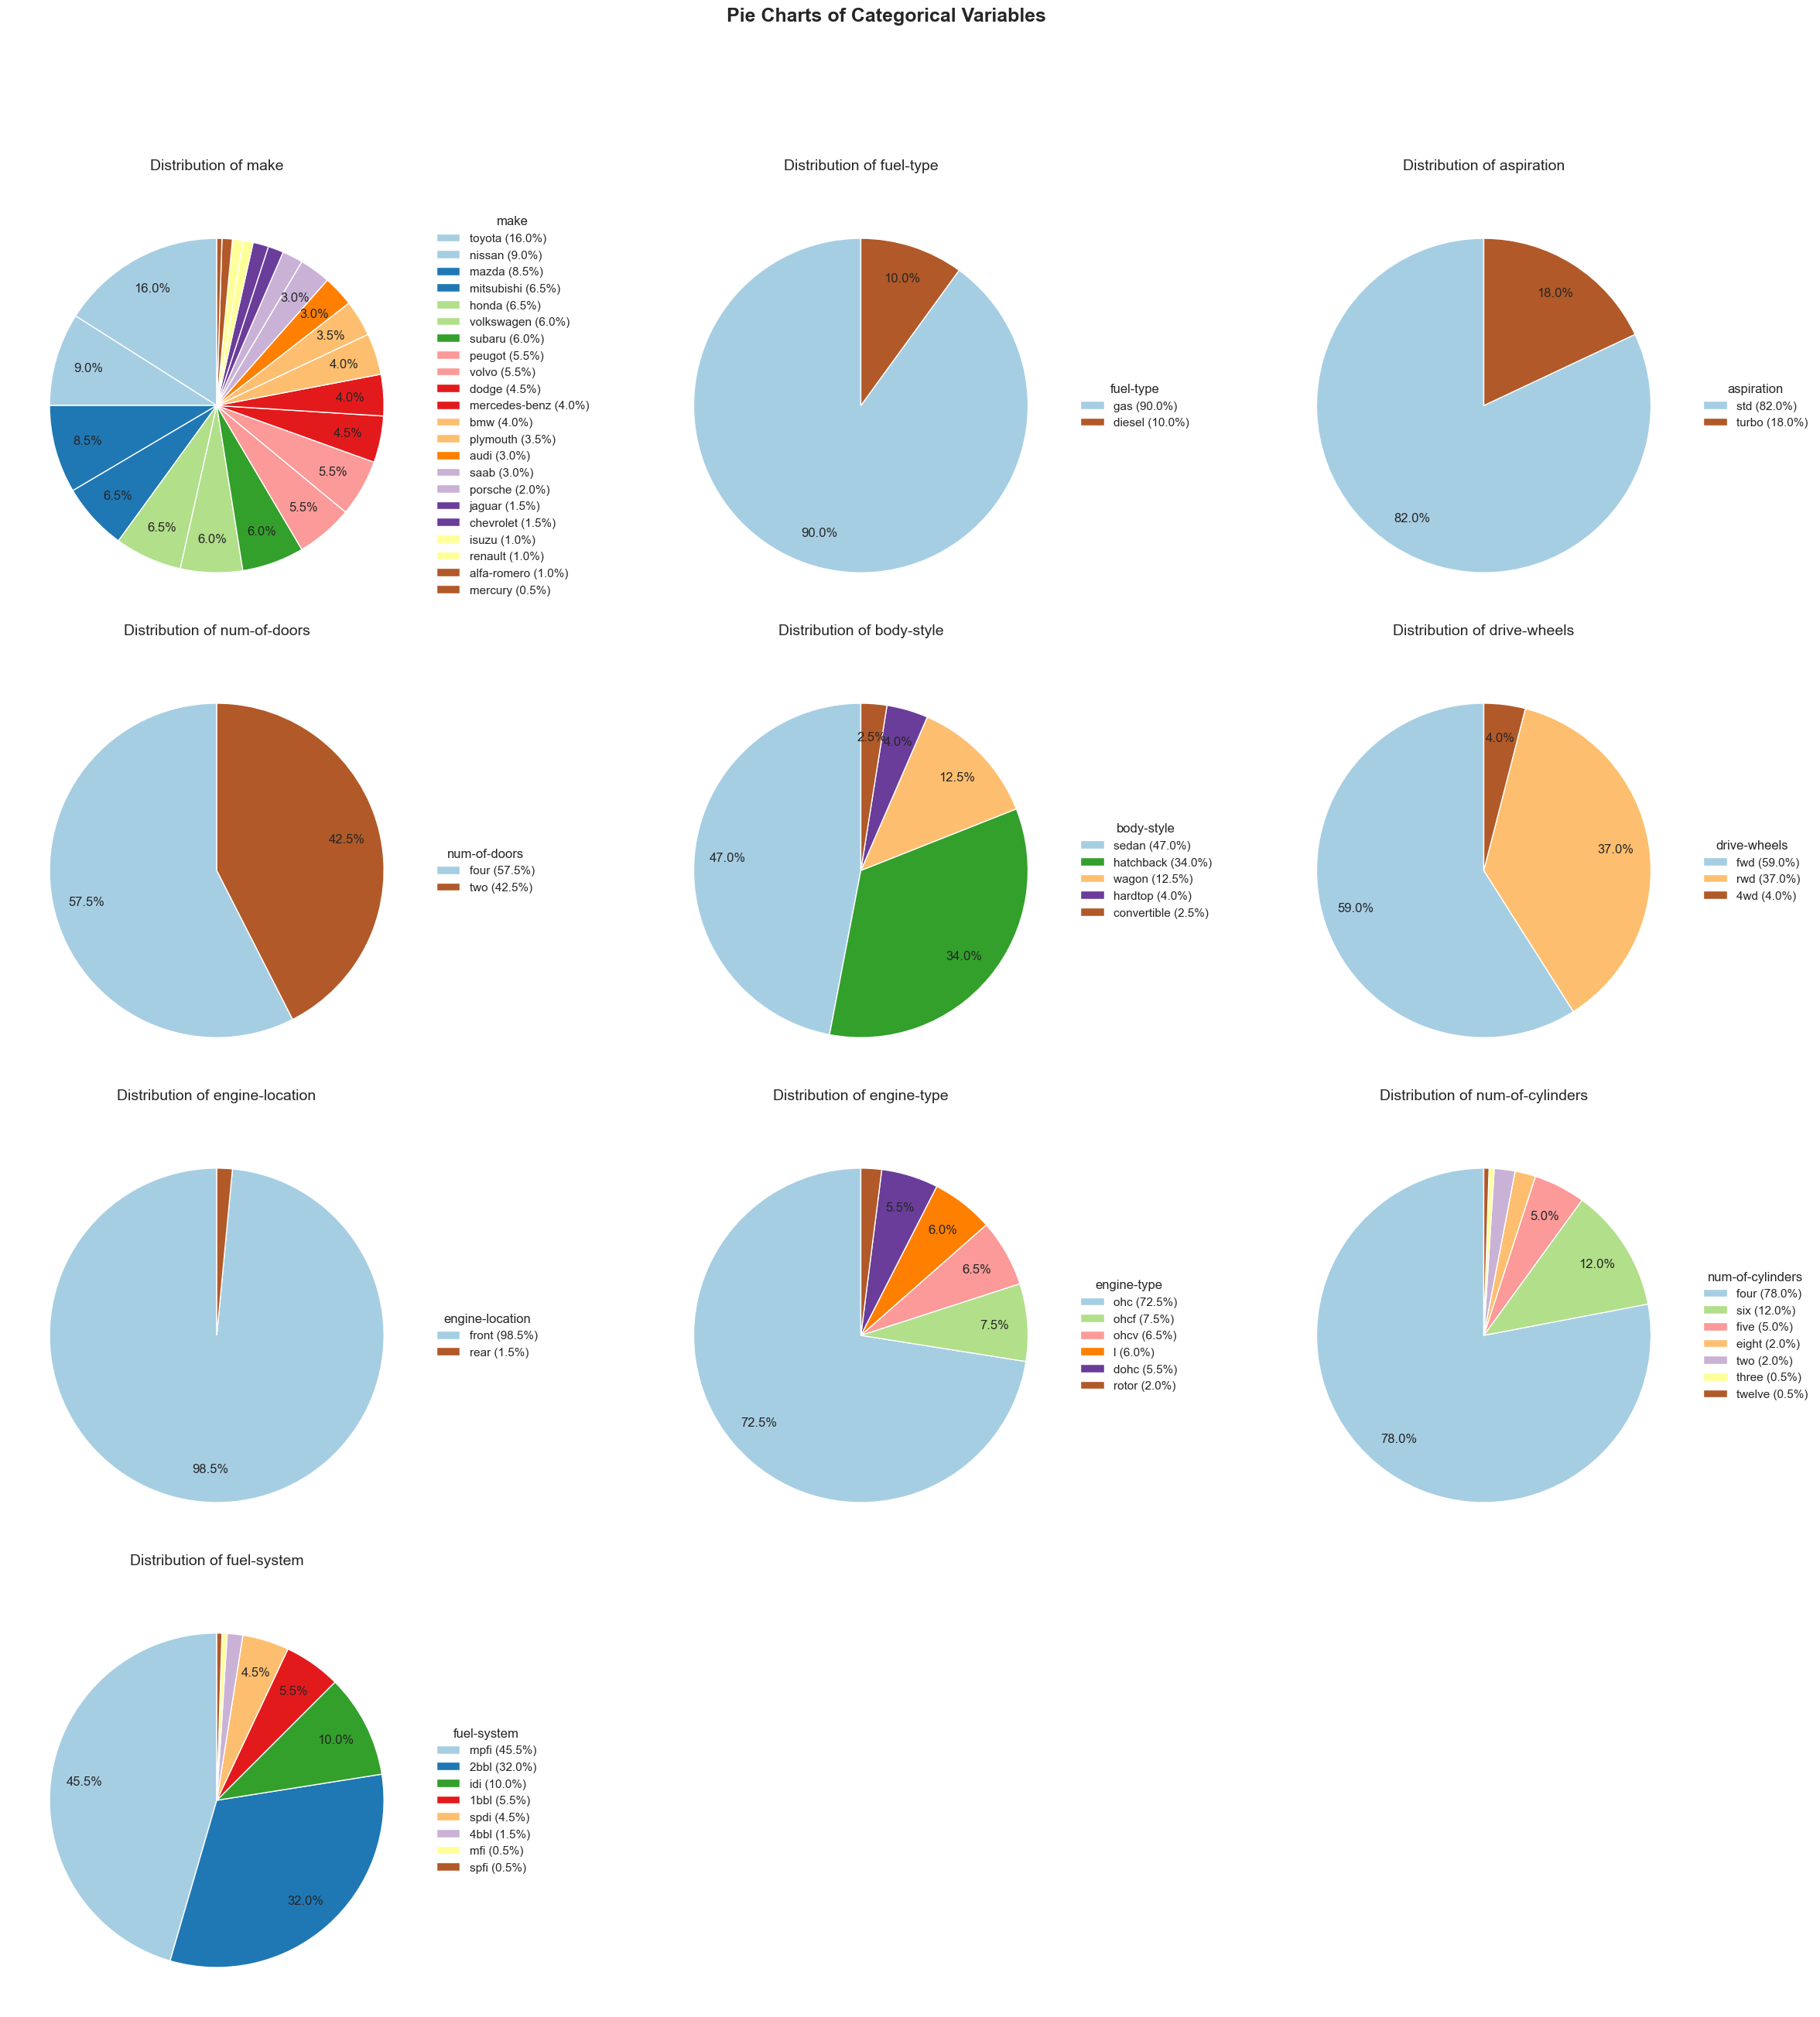 Pie Charts of Categorical Variables
Distribution of make
16.0%
9.0%
8.5%
6.5%
6.5%
6.0%
6.0%
5.5%
5.5%
4.5%
4.0%
4.0%
3.5%
3.0%
3.0%
make
toyota (16.0%)
nissan (9.0%)
mazda (8.5%)
mitsubishi (6.5%)
honda (6.5%)
volkswagen (6.0%)
subaru (6.0%)
peugot (5.5%)
volvo (5.5%)
dodge (4.5%)
mercedes-benz (4.0%)
bmw (4.0%)
plymouth (3.5%)
audi (3.0%)
saab (3.0%)
porsche (2.0%)
jaguar (1.5%)
chevrolet (1.5%)
isuzu (1.0%)
renault (1.0%)
alfa-romero (1.0%)
mercury (0.5%)
Distribution of fuel-type
10.0%
90.0%
fuel-type
gas (90.0%)
diesel (10.0%)
Distribution of aspiration
18.0%
82.0%
aspiration
std (82.0%)
turbo (18.0%)
Distribution of num-of-doors
42.5%
57.5%
num-of-doors
four (57.5%)
two (42.5%)
Distribution of body-style
2.5%
4.0%
12.5%
47.0%
34.0%
body-style
sedan (47.0%)
hatchback (34.0%)
wagon (12.5%)
hardtop (4.0%)
convertible (2.5%)
Distribution of drive-wheels
4.0%
37.0%
59.0%
drive-wheels
fwd (59.0%)
rwd (37.0%)
4wd (4.0%)
Distribution of engine-location
98.5%
engine-location
front (98.5%)
rear (1.5%)
Distribution of engine-type
5.5%
6.0%
6.5%
7.5%
72.5%
engine-type
ohc (72.5%)
ohcf (7.5%)
ohcv (6.5%)
l (6.0%)
dohc (5.5%)
rotor (2.0%)
Distribution of num-of-cylinders
5.0%
12.0%
78.0%
num-of-cylinders
four (78.0%)
six (12.0%)
five (5.0%)
eight (2.0%)
two (2.0%)
three (0.5%)
twelve (0.5%)
Distribution of fuel-system
4.5%
5.5%
10.0%
45.5%
32.0%
fuel-system
mpfi (45.5%)
2bbl (32.0%)
idi (10.0%)
1bbl (5.5%)
spdi (4.5%)
4bbl (1.5%)
mfi (0.5%)
spfi (0.5%)